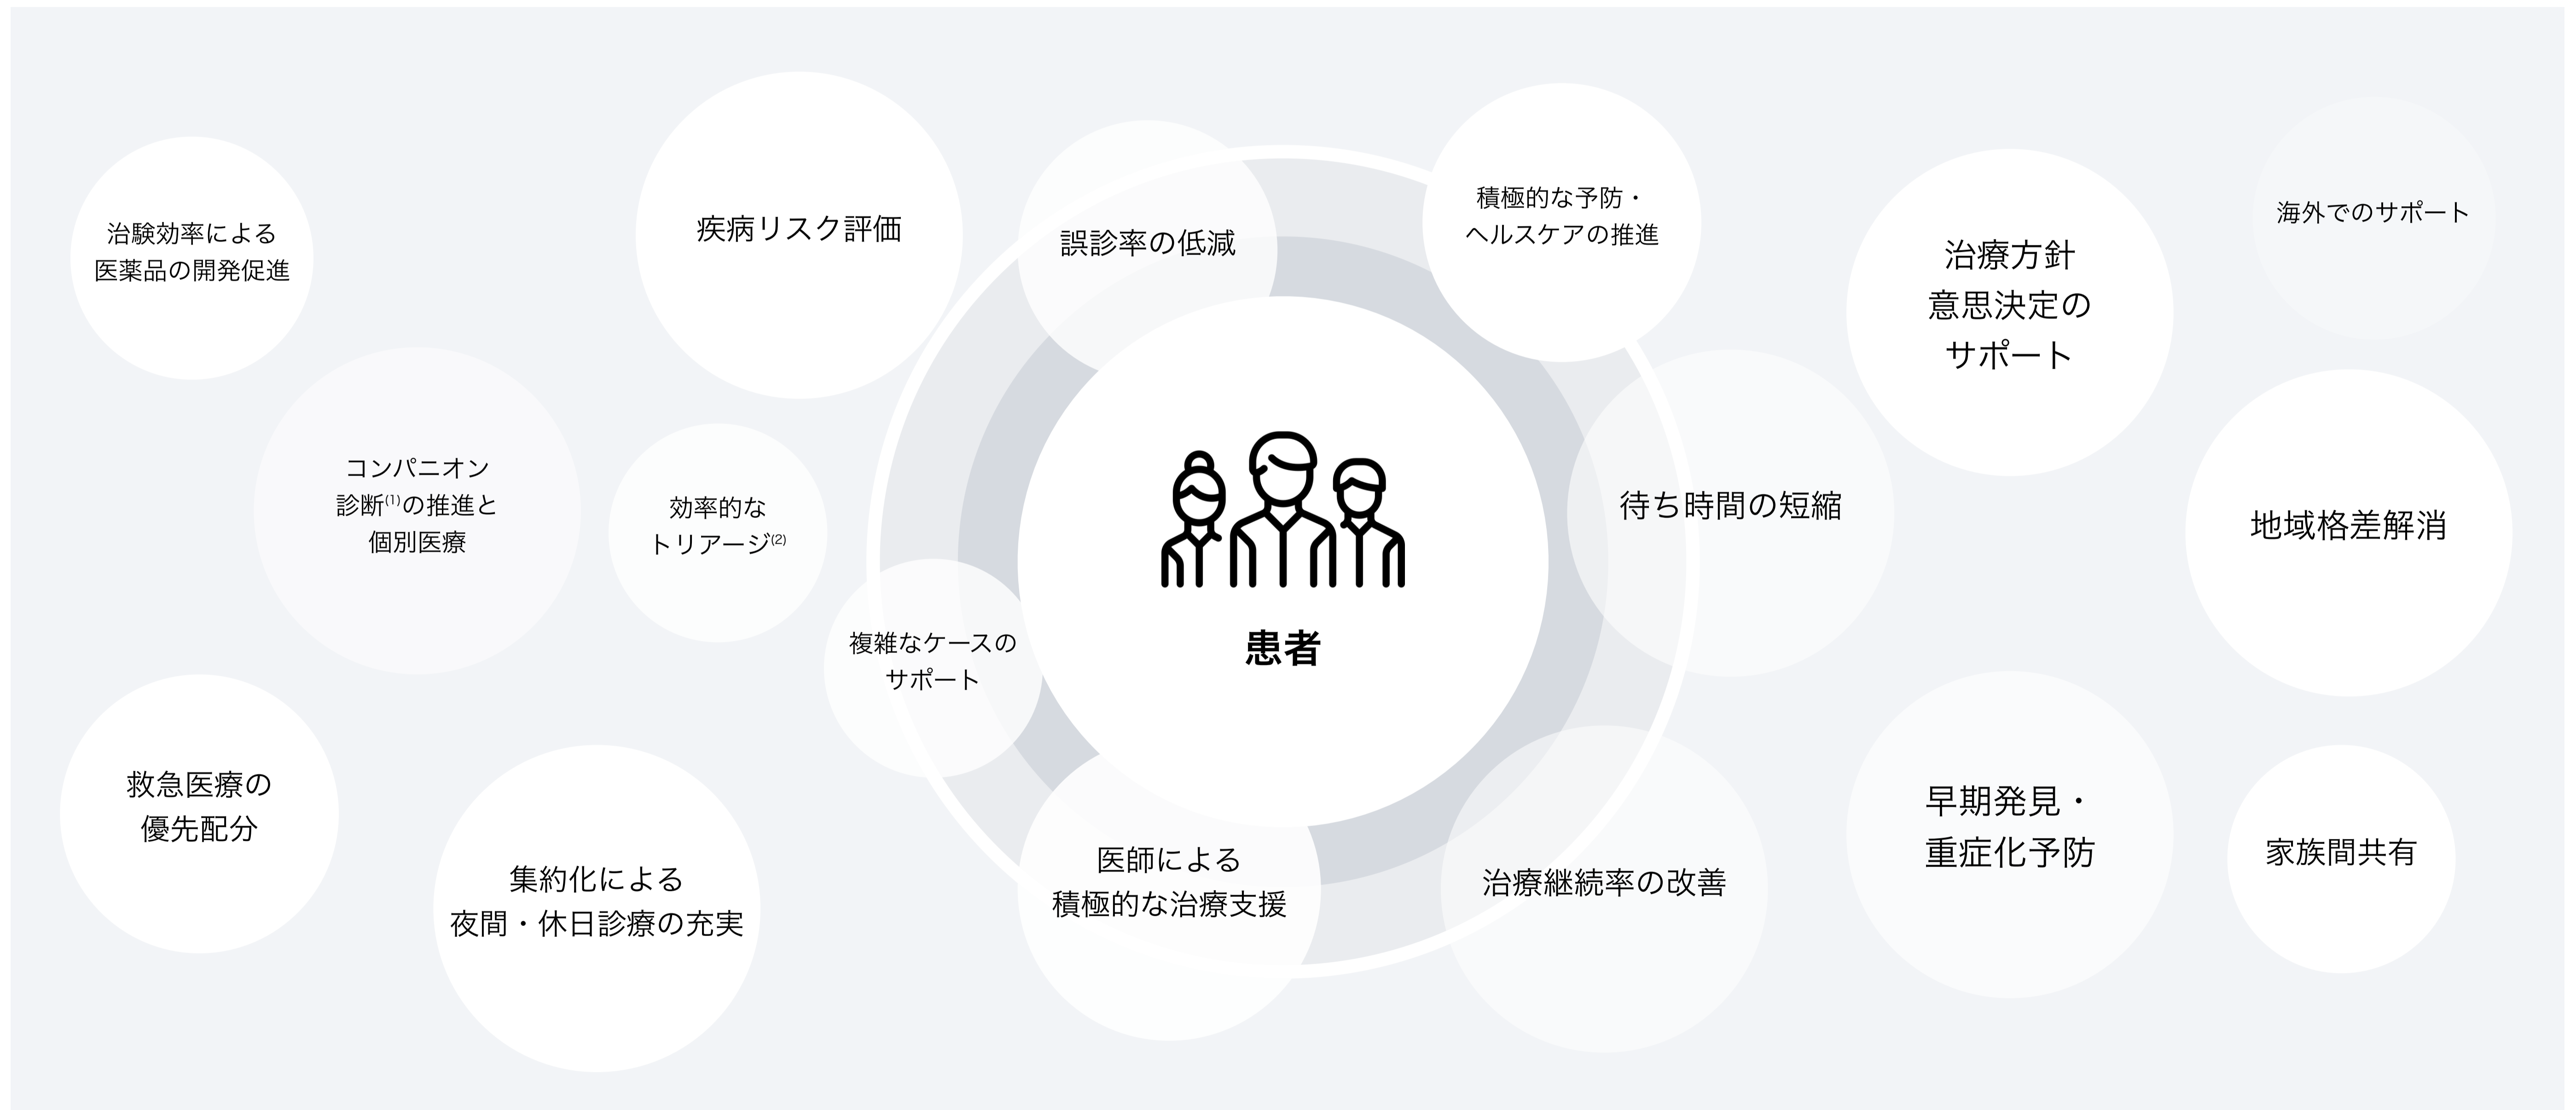 治験効率による
医薬品の開発促進
疾病リスク評価
誤診率の低減
積極的な予防・
ヘルスケアの推進
治療方針
意思決定の
サポート
海外でのサポート
コンパニオン
診断(1)の推進と
個別医療
効率的な
トリアージ(2)
待ち時間の短縮
地域格差解消
複雑なケースの
サポート
患者
救急医療の
優先配分
集約化による
夜間・休日診療の充実
医師による
積極的な治療支援
治療継続率の改善
早期発見・
重症化予防
家族間共有